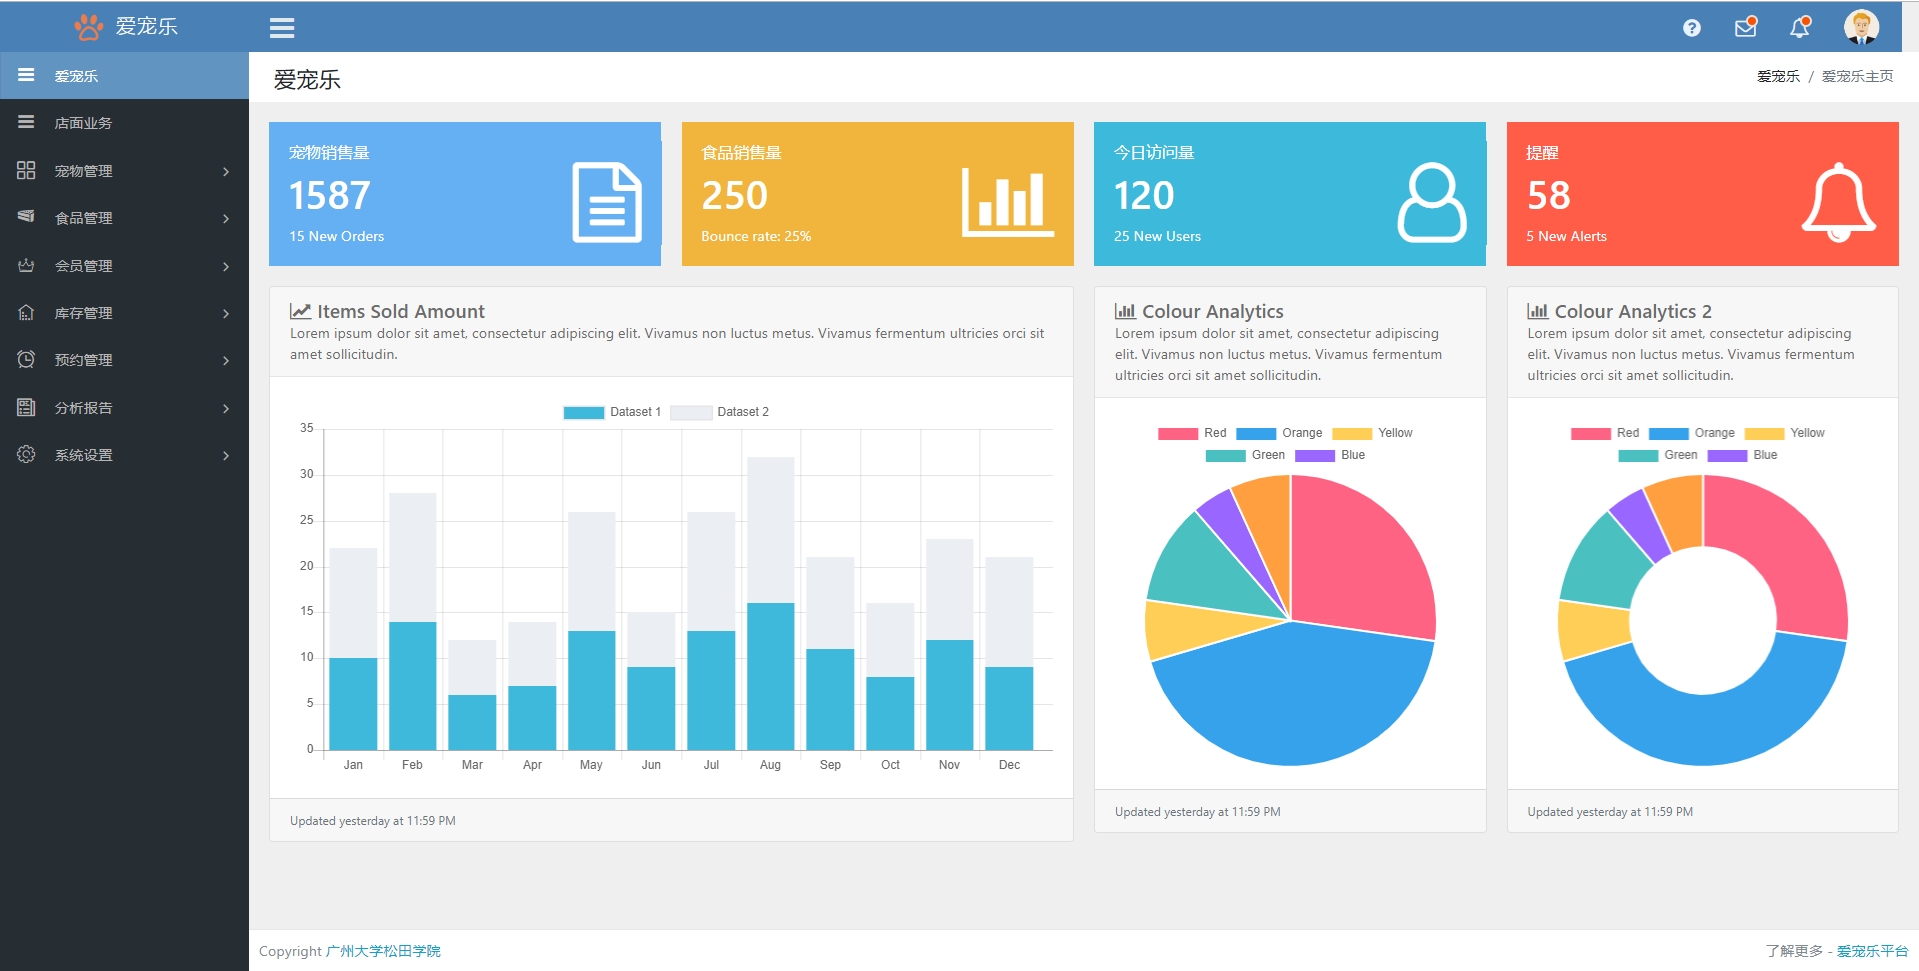 爱宠乐
爱宠乐
店面业务
宠物管理
食品管理
会员管理
库存管理
预约管理
分析报告
系统设置
爱宠乐
爱宠乐 / 爱宠乐主页
宠物销售量
1587
15 New Orders
食品销售量
250
Bounce rate: 25%
今日访问量
120
25 New Users
提醒
58
5 New Alerts
Items Sold Amount
Lorem ipsum dolor sit amet, consectetur adipiscing elit. Vivamus non luctus metus. Vivamus fermentum ultricies orci sit
amet sollicitudin.
Dataset 1 Dataset 2
35
30
25
20
15
10
5
0
Jan Feb Mar Apr May Jun Jul Aug Sep Oct Nov Dec
Updated yesterday at 11:59 PM
Colour Analytics
Lorem ipsum dolor sit amet, consectetur adipiscing
elit. Vivamus non luctus metus. Vivamus fermentum
ultricies orci sit amet sollicitudin.
Red Orange Yellow
Green Blue
Updated yesterday at 11:59 PM
Colour Analytics 2
Lorem ipsum dolor sit amet, consectetur adipiscing
elit. Vivamus non luctus metus. Vivamus fermentum
ultricies orci sit amet sollicitudin.
Red Orange Yellow
Green Blue
Updated yesterday at 11:59 PM
Copyright 广州大学松田学院
了解更多 - 爱宠乐平台